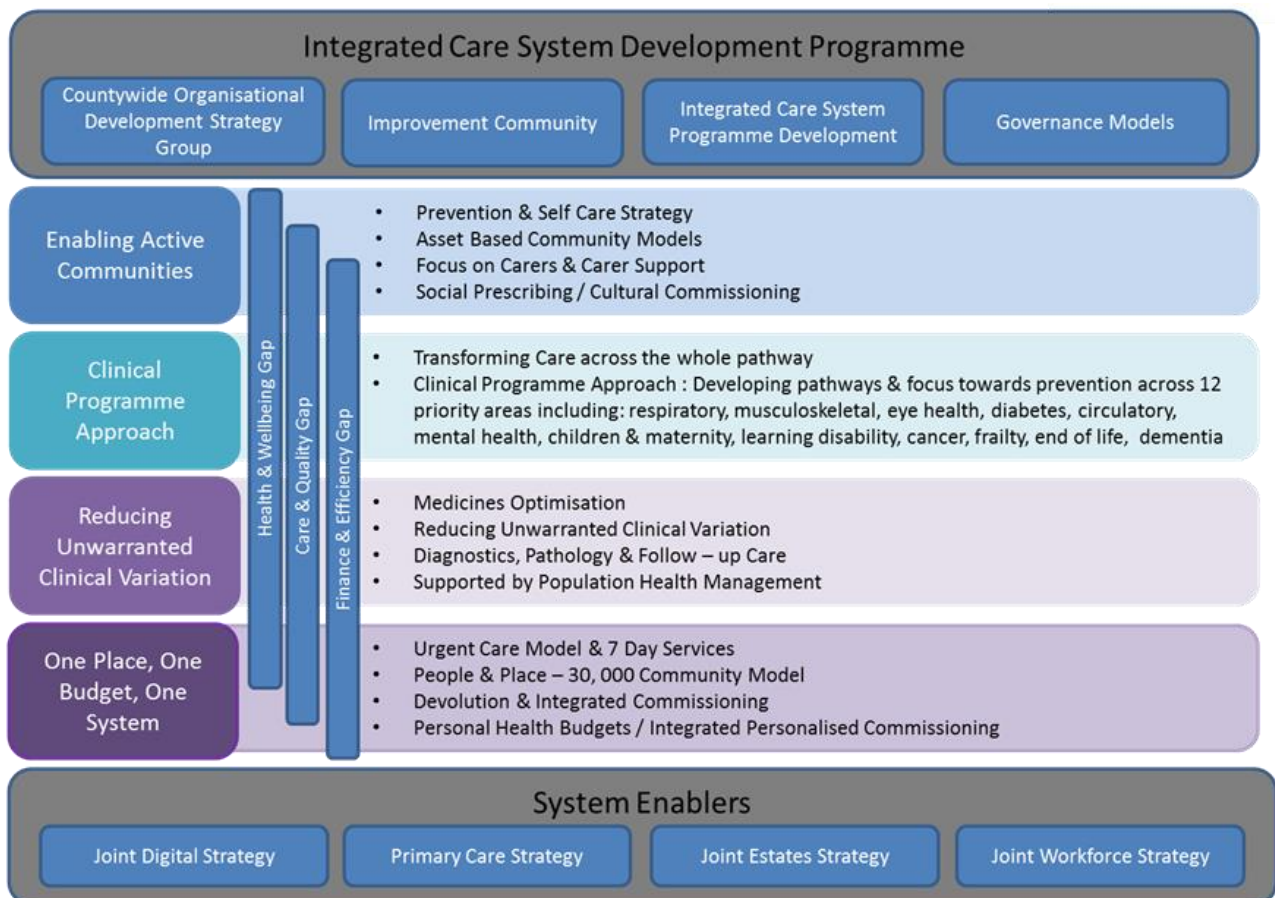 Integrated Care System Development Programme
Countywide Organisational
Development Strategy
Group
Improvement Community
Integrated Care System
Programme Development
Governance Models
Enabling Active
Communities
• Prevention & Self Care Strategy
• Asset Based Community Models
• Focus on Carers & Carer Support
• Social Prescribing / Cultural Commissioning
Health & Wellbeing Gap
Care & Quality Gap
Finance & Efficiency Gap
Clinical
Programme
Approach
• Transforming Care across the whole pathway
• Clinical Programme Approach : Developing pathways & focus towards prevention across 12
priority areas including: respiratory, musculoskeletal, eye health, diabetes, circulatory,
mental health, children & maternity, learning disability, cancer, frailty, end of life, dementia
Reducing
Unwarranted
Clinical Variation
• Medicines Optimisation
• Reducing Unwarranted Clinical Variation
• Diagnostics, Pathology & Follow – up Care
• Supported by Population Health Management
One Place, One
Budget, One
System
• Urgent Care Model & 7 Day Services
• People & Place – 30, 000 Community Model
• Devolution & Integrated Commissioning
• Personal Health Budgets / Integrated Personalised Commissioning
System Enablers
Joint Digital Strategy
Primary Care Strategy
Joint Estates Strategy
Joint Workforce Strategy